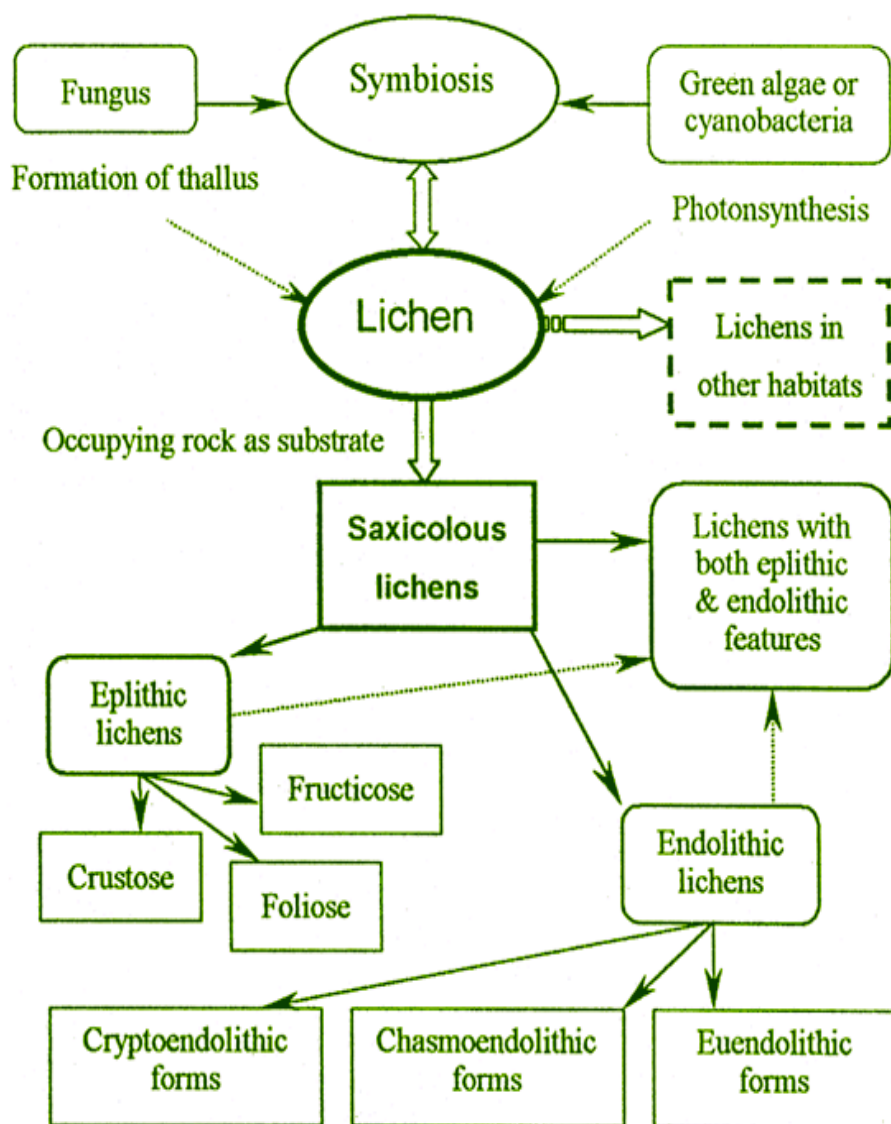 Fungus
Symbiosis
Green algae or
cyanobacteria
Formation of thallus
Photonsynthesis
Lichen
Lichens in
other habitats
Occupying rock as substrate
Saxicolous
lichens
Lichens with
both eplithic
& endolithic
features
Eplithic
lichens
Fructicose
Crustose
Foliose
Endolithic
lichens
Cryptoendolithic
forms
Chasmoendolithic
forms
Euendolithic
forms